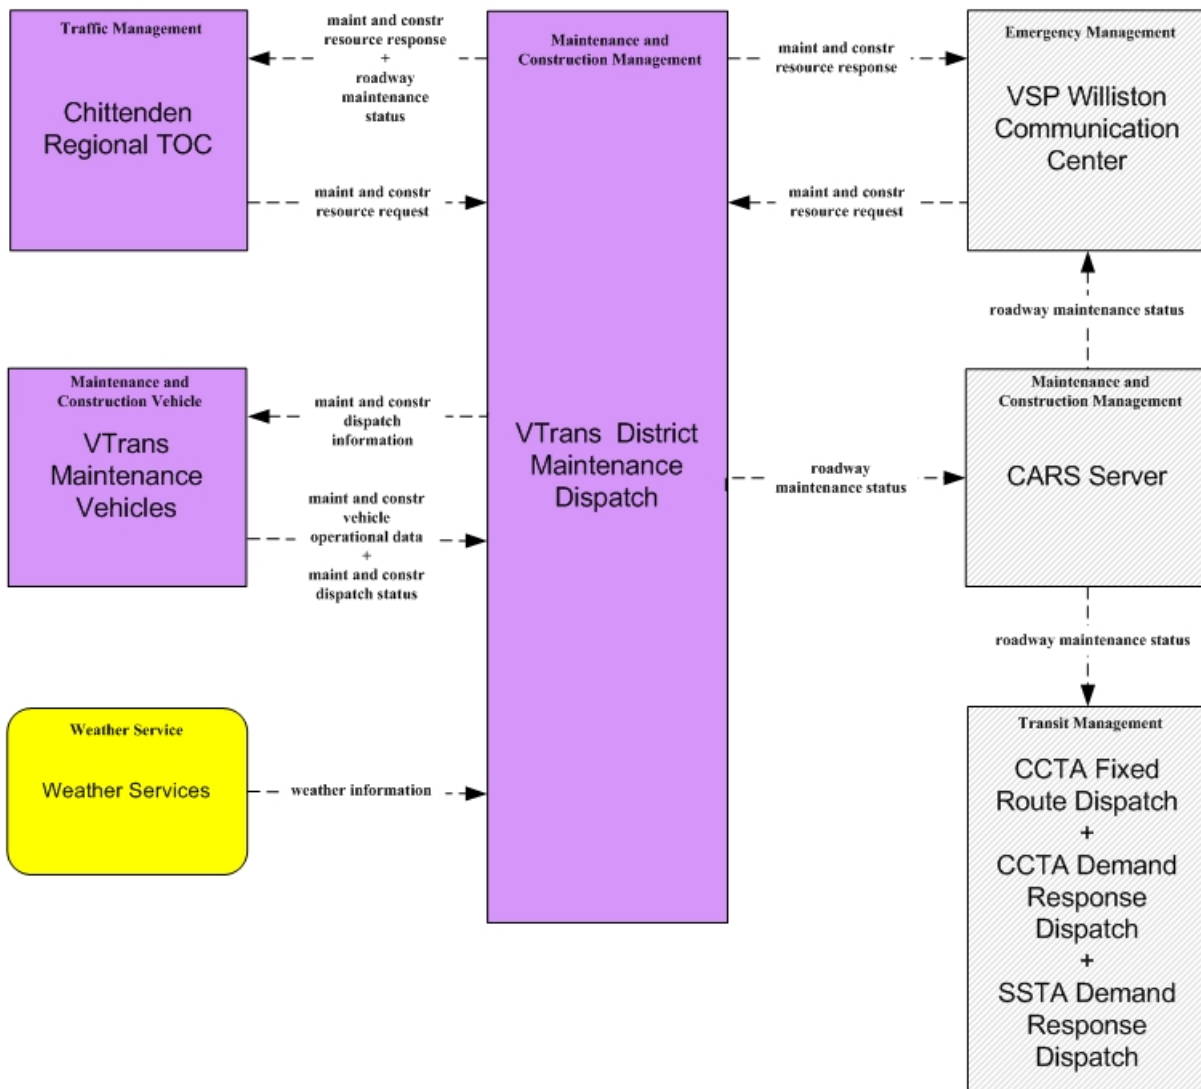 Traffic Management
Chittenden
Regional TOC
maint and constr
resource response
+
roadway
maintenance
status
maint and constr
resource request
Maintenance and
Construction Management
VTrans District
Maintenance
Dispatch
maint and constr
resource response
maint and constr
resource request
Emergency Management
VSP Williston
Communication
Center
roadway maintenance status
Maintenance and
Construction Vehicle
VTrans
Maintenance
Vehicles
maint and constr
dispatch
information
maint and constr
vehicle
operational data
+
maint and constr
dispatch status
roadway
maintenance status
Maintenance and
Construction Management
CARS Server
roadway maintenance status
Weather Service
Weather Services
weather information
Transit Management
CCTA Fixed
Route Dispatch
+
CCTA Demand
Response
Dispatch
+
SSTA Demand
Response
Dispatch